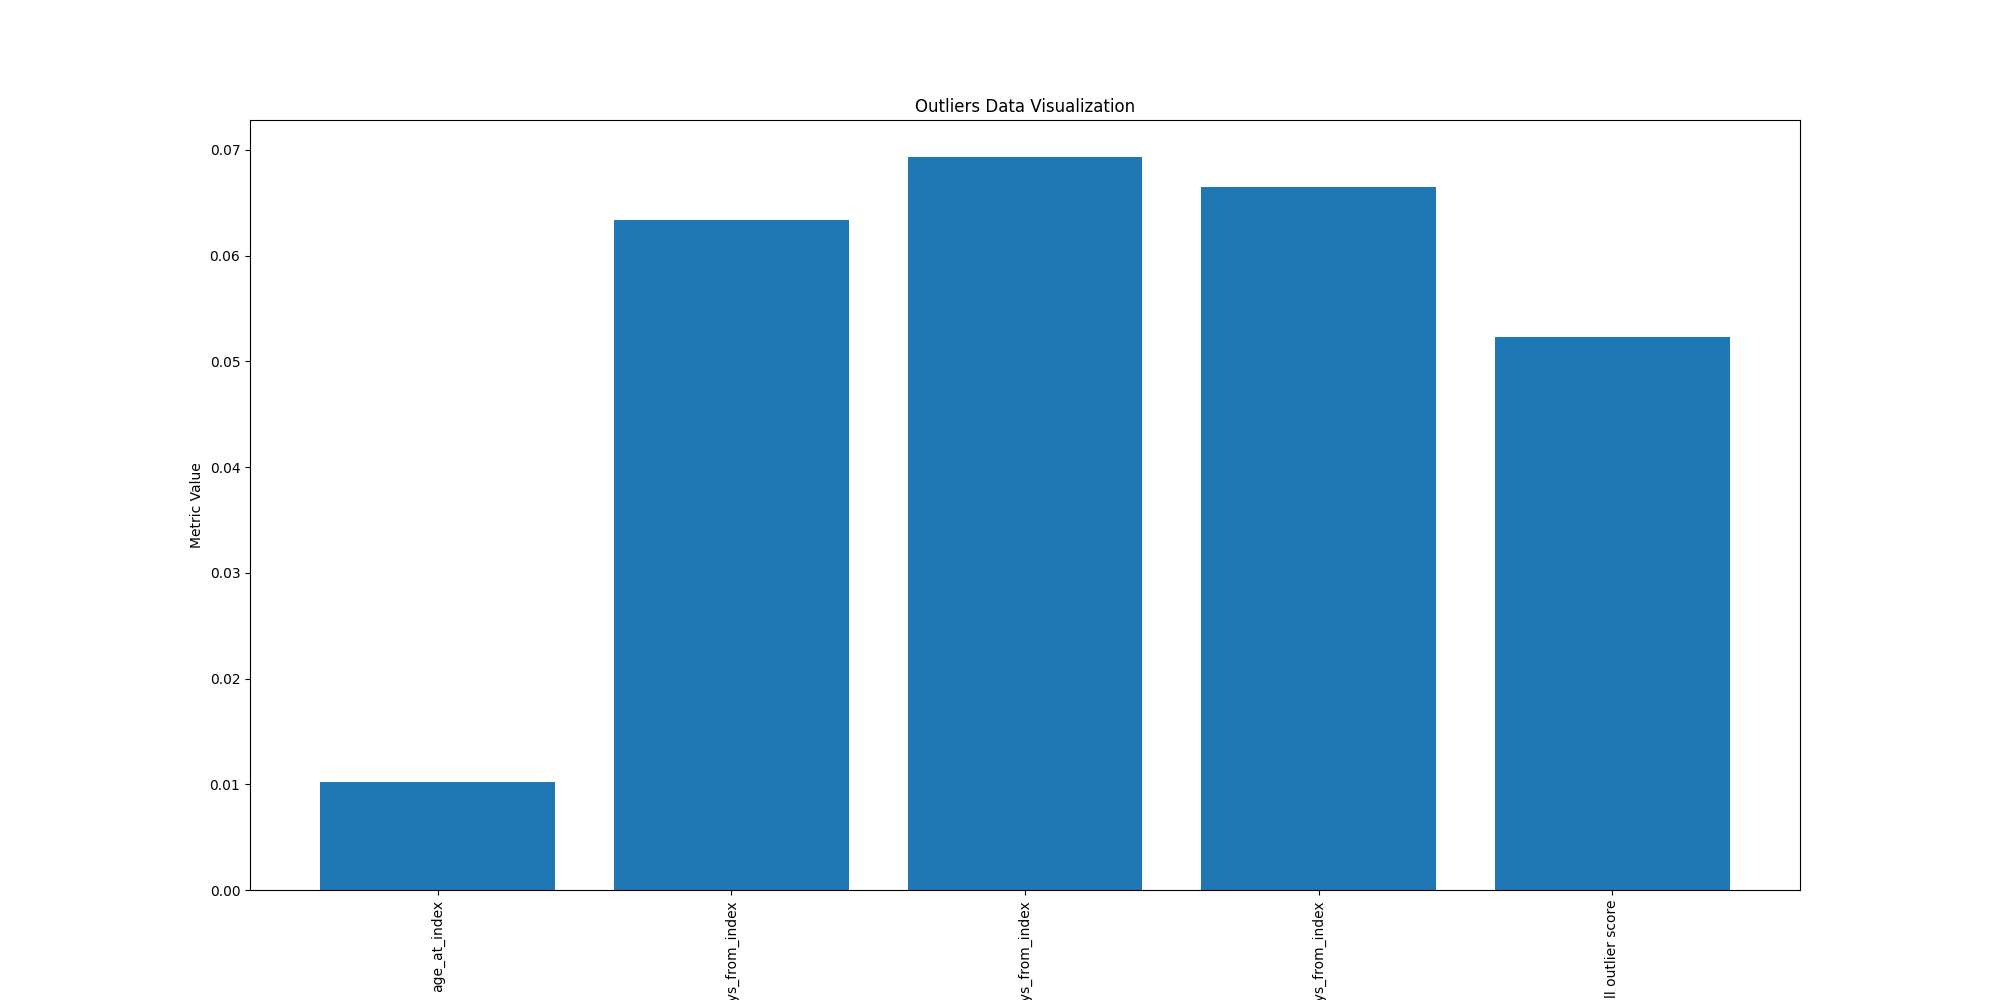 Outliers Data Visualization
0.07
0.06
0.05
0.04
0.03
0.02
0.01
0.00
Metric Value
age_at_index
ys_from_index
ys_from_index
ys_from_index
ll outlier score